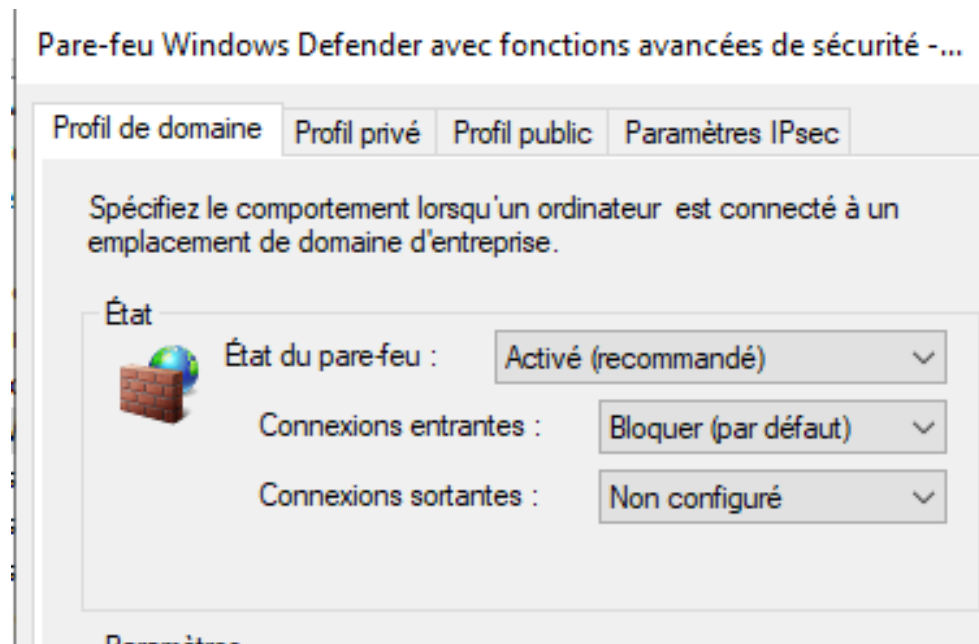 Pare-feu Windows Defender avec fonctions avancées de sécurité -...
Profil de domaine Profil privé Profil public Paramètres IPsec
Spécifiez le comportement lorsqu'un ordinateur est connecté à un
emplacement de domaine d'entreprise.
État
État du pare-feu : Activé (recommandé)
Connexions entrantes : Bloquer (par défaut)
Connexions sortantes : Non configuré